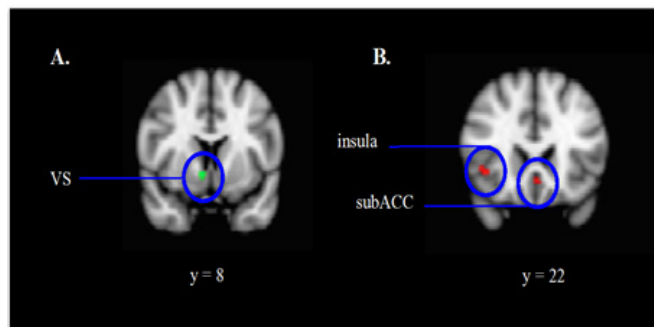 A.
VS
y = 8
B.
insula
subACC
y = 22